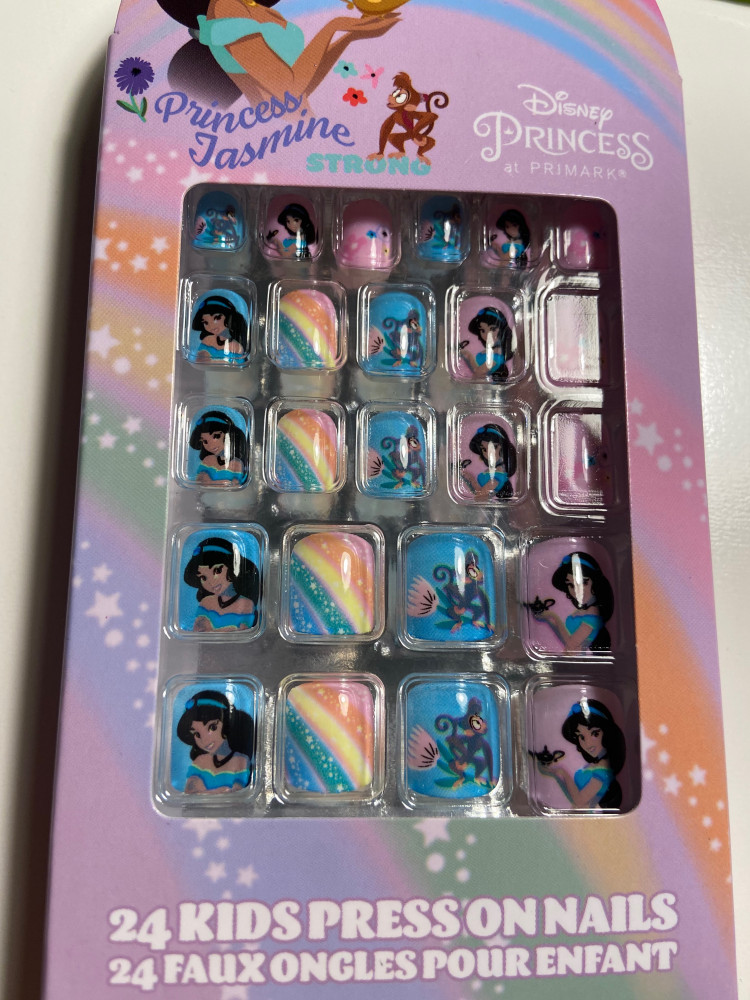 Princess
Jasmine
STRONG
Disney
PRINCESS
at PRIMARK®
24 KIDS PRESS ON NAILS
24 FAUX ONGLES POUR ENFANT